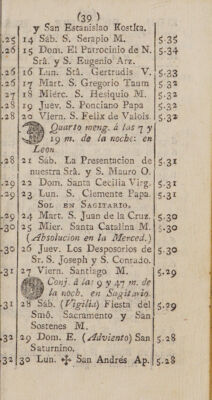 (39)
y San Estanislao Kostka.
.25 14 Sáb. S. Serapio M. 5.35
.26 15 Dom. El Patrocinio de N. 5.34
Srâ. y S. Eugenio Arz.
.26 16 Lun. Stâ. Gertrudis V. 5.33
.26 17 Mart. S. Gregorio Taum 5.32
.27 18 Miérc. S. Hesiquio M. 5.32
.28 19 Juev. S. Ponciano Papa 5.32
.28 20 Viern. S. Felix de Valois. 5.32
Quarto meng. á las 7 y
19 m. de la noche: en
Leon
.28 21 Sáb. La Presentacion de 5.31
nuestra Srâ. y S. Mauro O.
.29 22 Dom. Santa Cecilia Virg. 5.31
.29 23 Lun. S. Clemente Papa. 5.31
SOL EN SAGITARIO.
.29 24 Mart. S. Juan de la Cruz. 5.30
.30 25 Mier. Santa Catalina M. 5.30
(Absolucion en la Merced.)
.30 26 Juev. Los Desposorios de 5.30
Sr. S. Joseph y S. Conrado.
.31 27 Viern. Santiago M. 5.29
Conj. á las 9 y 47 m. de
la noch. en Sagitario.
.31 28 Sáb. (Vigilia) Fiesta del 5.29
Smô. Sacramento y San
Sostenes M.
.32 29 Dom. E. (Adviento) San 5.28
Saturnino.
.32 30 Lun. ✠ San Andrés Ap. 5.28